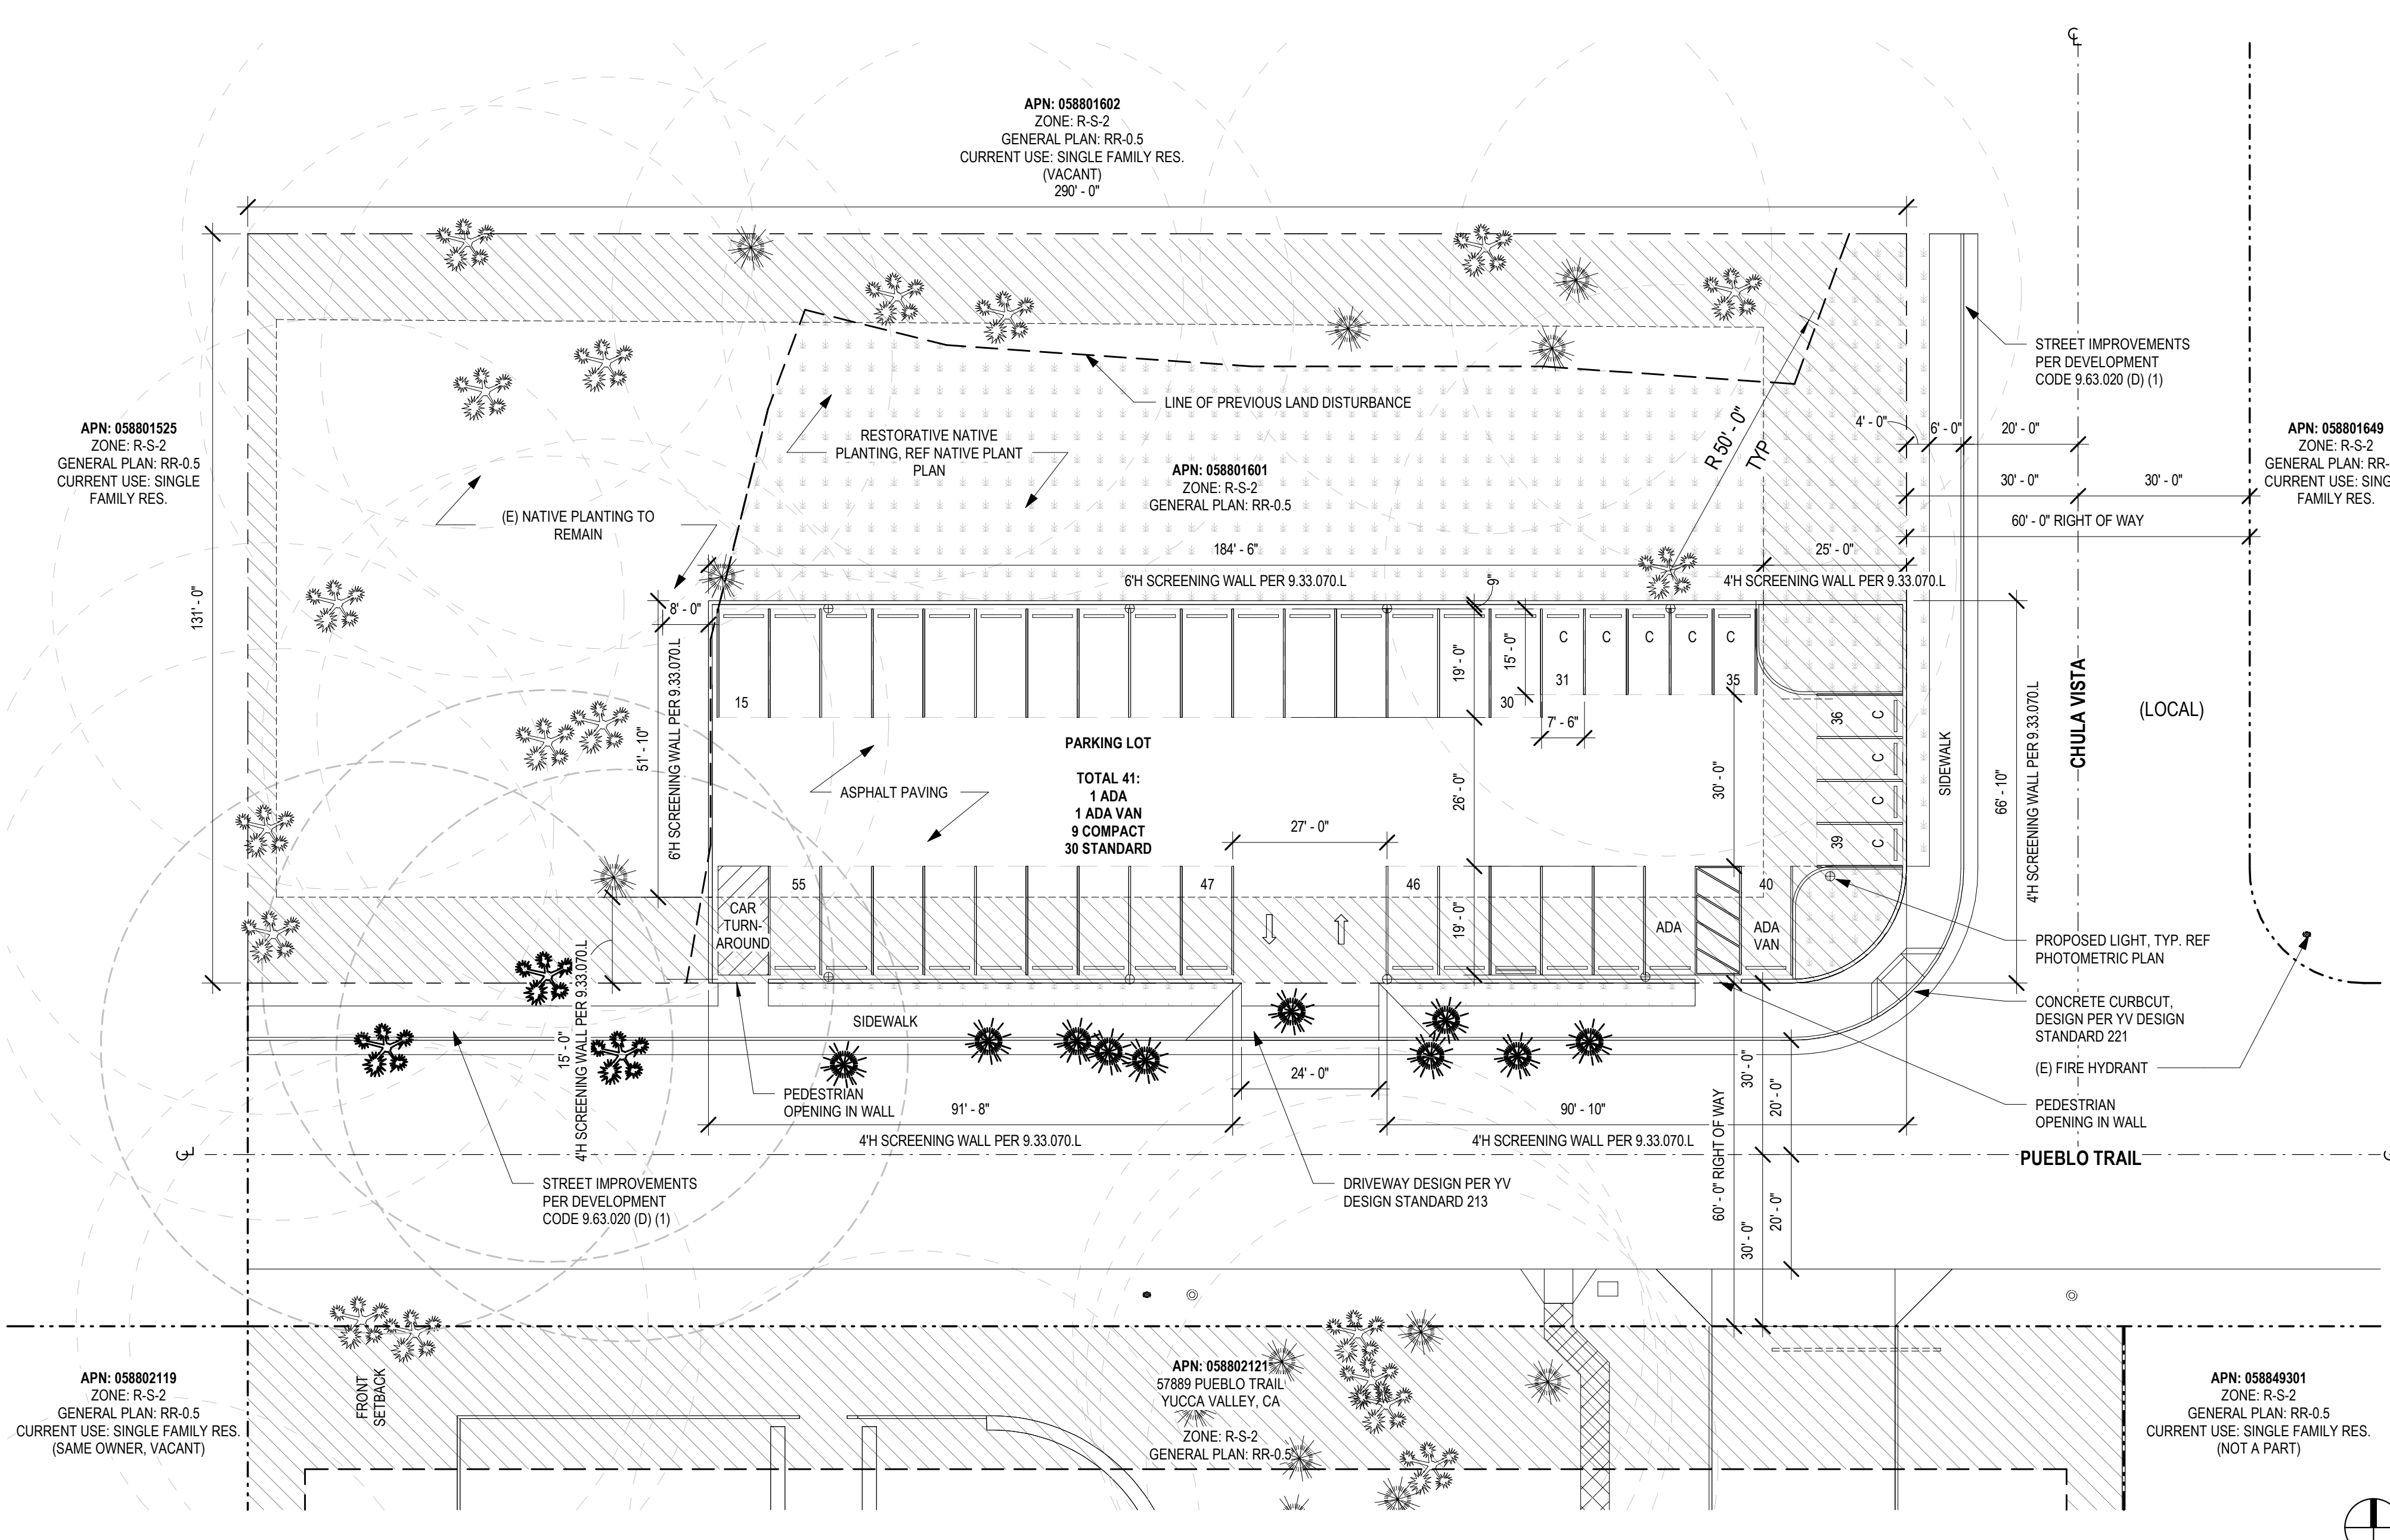 APN: 058801602
ZONE: R-S-2
GENERAL PLAN: RR-0.5
CURRENT USE: SINGLE FAMILY RES.
(VACANT)
290' - 0"
STREET IMPROVEMENTS
PER DEVELOPMENT
CODE 9.63.020 (D) (1)
LINE OF PREVIOUS LAND DISTURBANCE
R 50' - 0"
TYP
4' - 0"
6' - 0"
20' - 0"
APN: 058801525
ZONE: R-S-2
GENERAL PLAN: RR-0.5
CURRENT USE: SINGLE
FAMILY RES.
RESTORATIVE NATIVE
PLANTING, REF NATIVE PLANT
PLAN
APN: 058801601
ZONE: R-S-2
GENERAL PLAN: RR-0.5
APN: 058801649
ZONE: R-S-2
GENERAL PLAN: RR-
CURRENT USE: SING
FAMILY RES.
30' - 0"
30' - 0"
60' - 0" RIGHT OF WAY
(E) NATIVE PLANTING TO
REMAIN
184' - 6"
25' - 0"
6'H SCREENING WALL PER 9.33.070.L
4'H SCREENING WALL PER 9.33.070.L
131' - 0"
8' - 0"
9"
51' - 10"
6'H SCREENING WALL PER 9.33.070.L
19' - 0"
15' - 0"
C
C
C
C
C
15
30
31
35
7' - 6"
36
C
C
C
39
C
PARKING LOT
TOTAL 41:
1 ADA
1 ADA VAN
9 COMPACT
30 STANDARD
ASPHALT PAVING
26' - 0"
30' - 0"
27' - 0"
SIDEWALK
66' - 10"
4'H SCREENING WALL PER 9.33.070.L
CHULA VISTA
(LOCAL)
55
47
46
40
CAR
TURN-
AROUND
19' - 0"
ADA
ADA
VAN
PROPOSED LIGHT, TYP. REF
PHOTOMETRIC PLAN
CONCRETE CURBCUT,
DESIGN PER YV DESIGN
STANDARD 221
(E) FIRE HYDRANT
PEDESTRIAN
OPENING IN WALL
15' - 0"
4'H SCREENING WALL PER 9.33.070.L
SIDEWALK
PEDESTRIAN
OPENING IN WALL
24' - 0"
91' - 8"
90' - 10"
4'H SCREENING WALL PER 9.33.070.L
4'H SCREENING WALL PER 9.33.070.L
60' - 0" RIGHT OF WAY
30' - 0"
20' - 0"
30' - 0"
20' - 0"
PUEBLO TRAIL
STREET IMPROVEMENTS
PER DEVELOPMENT
CODE 9.63.020 (D) (1)
DRIVEWAY DESIGN PER YV
DESIGN STANDARD 213
APN: 058802119
ZONE: R-S-2
GENERAL PLAN: RR-0.5
CURRENT USE: SINGLE FAMILY RES.
(SAME OWNER, VACANT)
FRONT
SETBACK
APN: 058802121
57889 PUEBLO TRAIL
YUCCA VALLEY, CA
ZONE: R-S-2
GENERAL PLAN: RR-0.5
APN: 058849301
ZONE: R-S-2
GENERAL PLAN: RR-0.5
CURRENT USE: SINGLE FAMILY RES.
(NOT A PART)